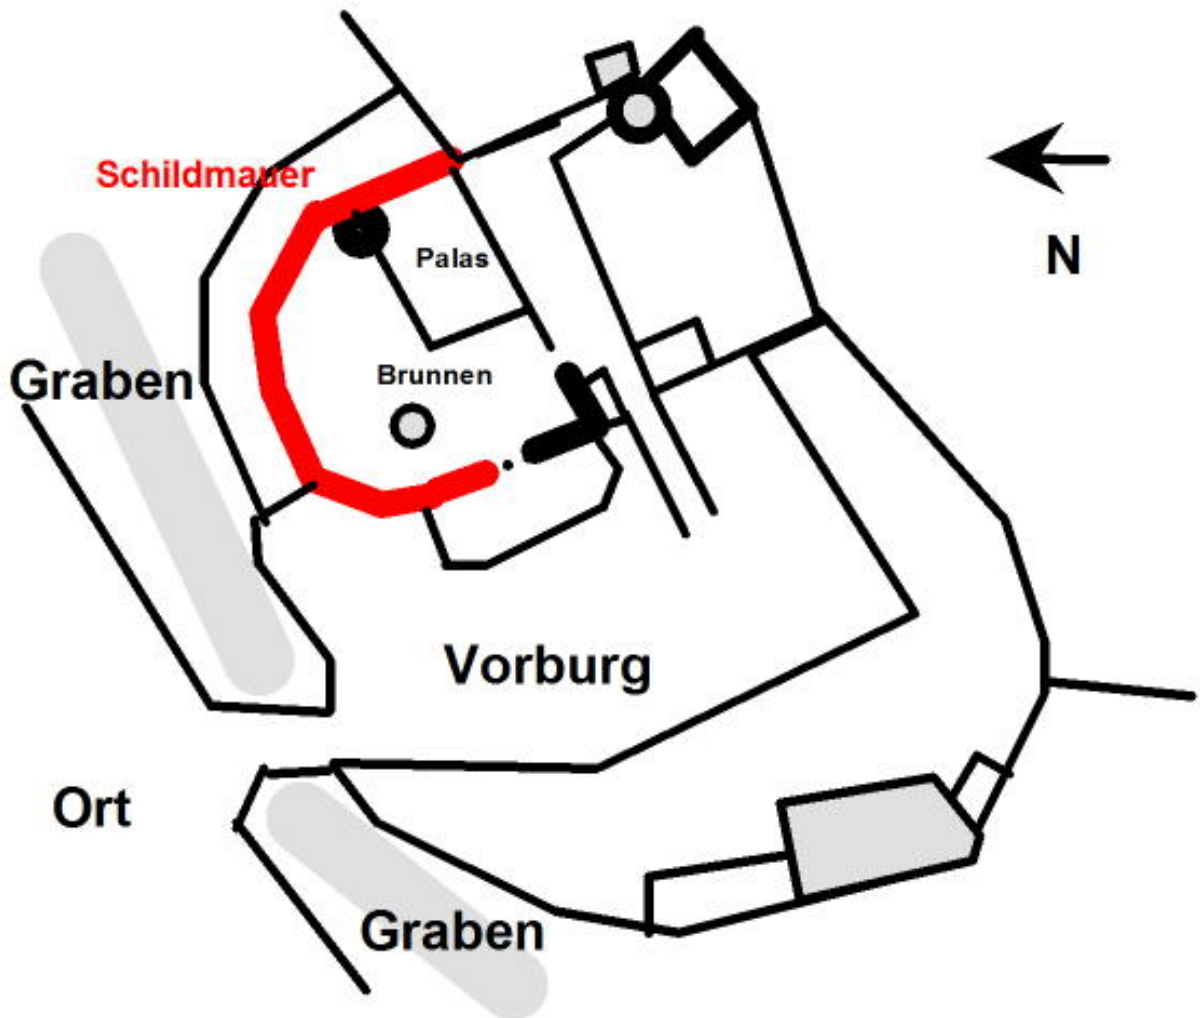 Schildmauer
Palas
N
Graben
Brunnen
Vorburg
Ort
Graben